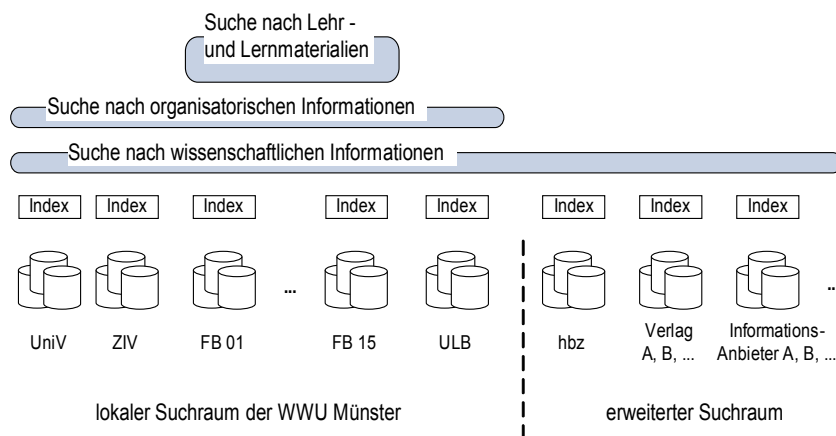 Suche nach Lehr -
und Lernmaterialien
Suche nach organisatorischen Informationen
Suche nach wissenschaftlichen Informationen
Index Index Index Index Index Index Index Index
... ..
UniV ZIV FB 01 FB 15 ULB hbz Verlag Informations-
A, B, ... Anbieter A, B, ...
lokaler Suchraum der WWU Münster erweiterter Suchraum